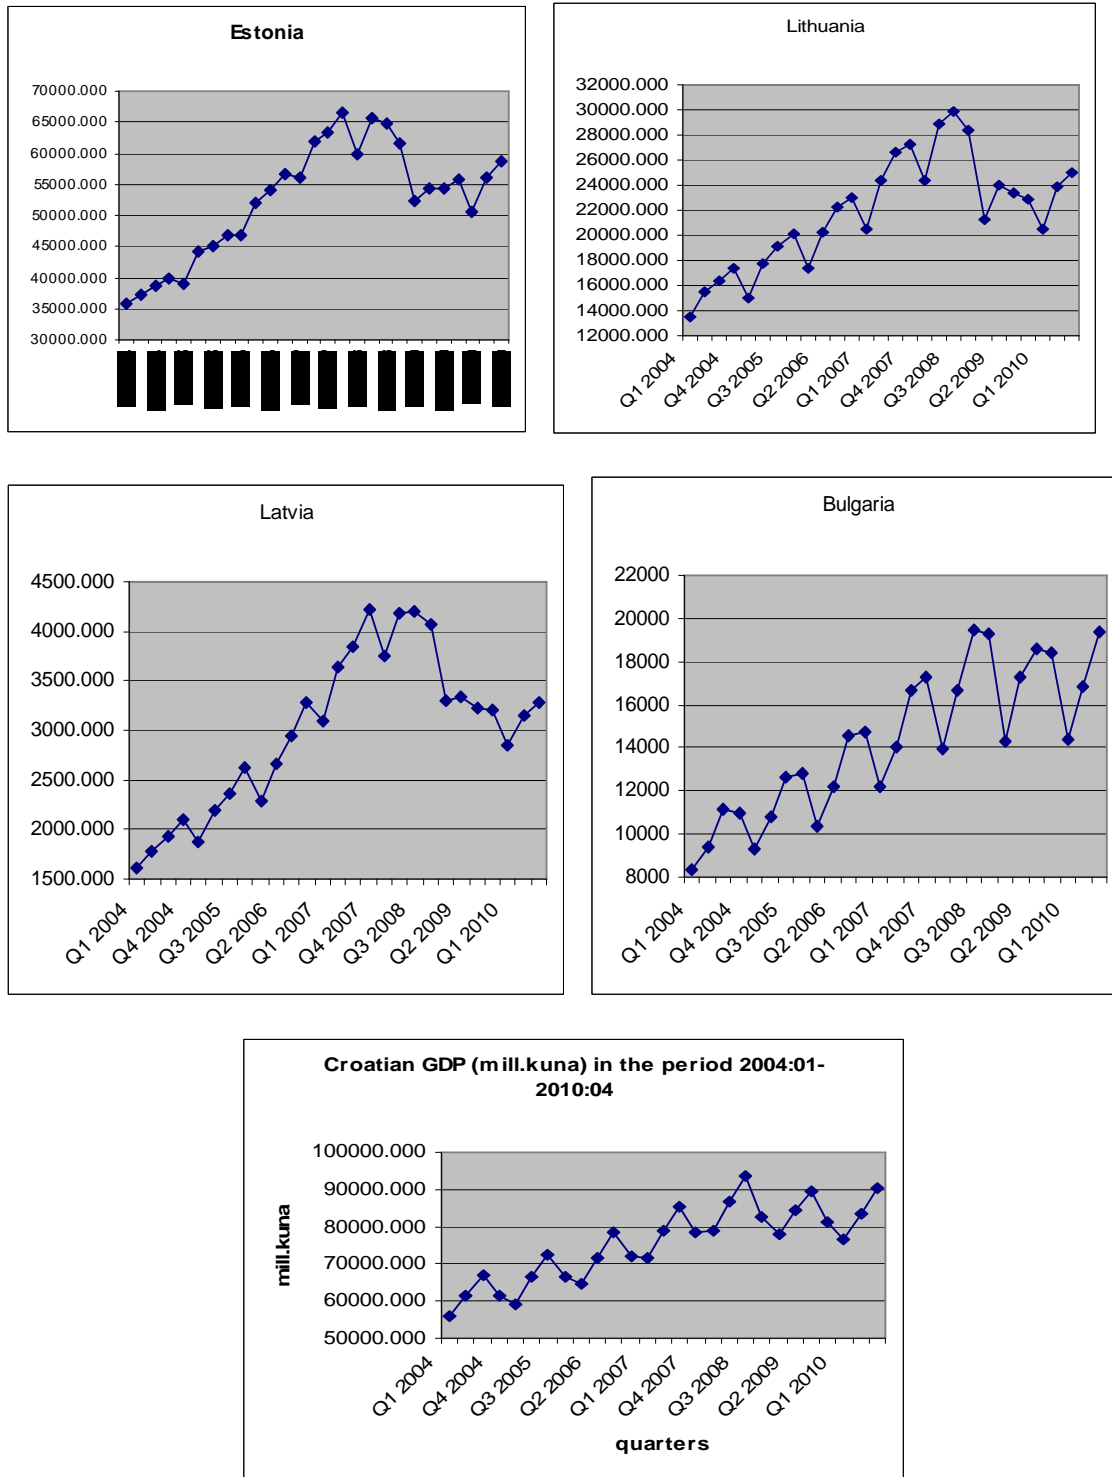 Estonia
70000.000
65000.000
60000.000
55000.000
50000.000
45000.000
40000.000
35000.000
30000.000
Lithuania
32000.000
30000.000
28000.000
26000.000
24000.000
22000.000
20000.000
18000.000
16000.000
14000.000
12000.000
Q1 2004
Q4 2004
Q3 2005
Q2 2006
Q1 2007
Q4 2007
Q3 2008
Q2 2009
Q1 2010
Latvia
4500.000
4000.000
3500.000
3000.000
2500.000
2000.000
1500.000
Q1 2004
Q4 2004
Q3 2005
Q2 2006
Q1 2007
Q4 2007
Q3 2008
Q2 2009
Q1 2010
Bulgaria
22000
20000
18000
16000
14000
12000
10000
8000
Q1 2004
Q4 2004
Q3 2005
Q2 2006
Q1 2007
Q4 2007
Q3 2008
Q2 2009
Q1 2010
Croatian GDP (mill.kuna) in the period 2004:01-
2010:04
mill.kuna
100000.000
90000.000
80000.000
70000.000
60000.000
50000.000
Q1 2004
Q4 2004
Q3 2005
Q2 2006
Q1 2007
Q4 2007
Q3 2008
Q2 2009
Q1 2010
quarters